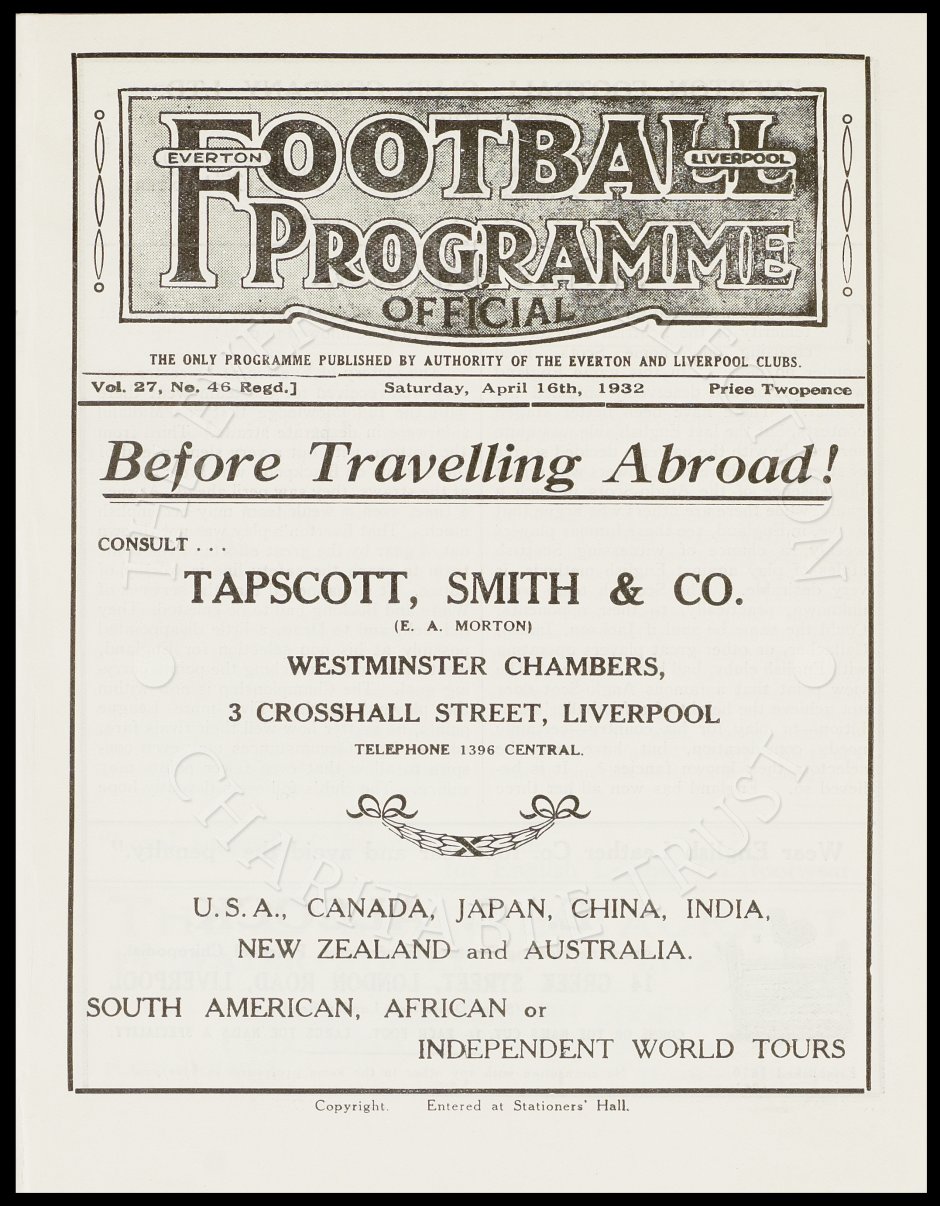 FOOTBALL
EVERTON
LIVERPOOL
PROGRAMME
OFFICIAL
THE ONLY PROGRAMME PUBLISHED BY AUTHORITY OF THE EVERTON AND LIVERPOOL CLUBS.
Vol. 27, No. 46 Regd.] Saturday, April 16th, 1932 Price Twopence
Before Travelling Abroad!
CONSULT . . .
TAPSCOTT, SMITH & CO.
(E. A. MORTON)
WESTMINSTER CHAMBERS,
3 CROSSHALL STREET, LIVERPOOL
TELEPHONE 1396 CENTRAL.
U.S.A., CANADA, JAPAN, CHINA, INDIA,
NEW ZEALAND and AUSTRALIA.
SOUTH AMERICAN, AFRICAN or
INDEPENDENT WORLD TOURS
Copyright. Entered at Stationers' Hall.
CHARITABLE TRUST